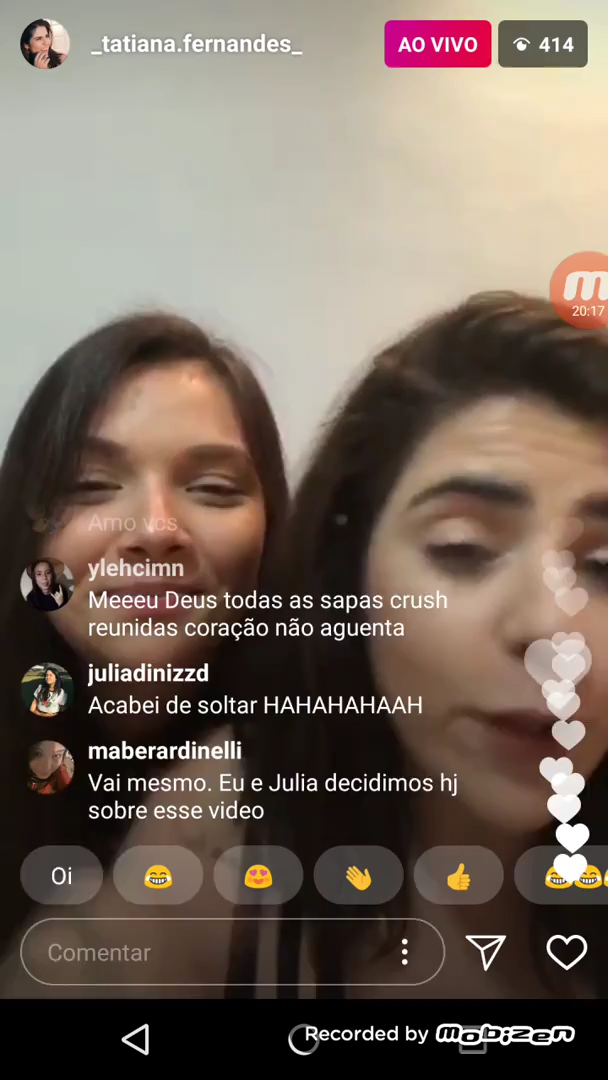 _tatiana.fernandes_
AO VIVO
414
20:17
Amo vcs
ylehcimn
Meeeu Deus todas as sapas crush
reunidas coração não aguenta
juliadinizzd
Acabei de soltar HAHAHAHAAH
maberardinelli
Vai mesmo. Eu e Julia decidimos hj
sobre esse video
Oi
Comentar
Recorded by mobizen